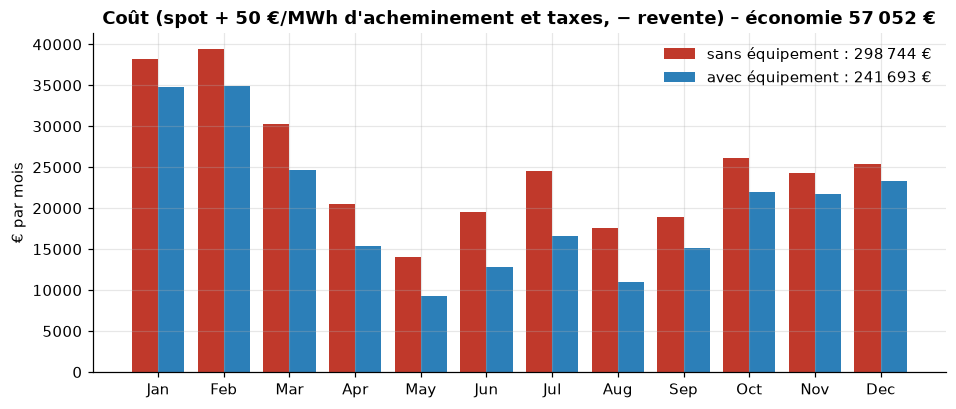 Coût (spot + 50 €/MWh d'acheminement et taxes, − revente) – économie 57 052 €
sans équipement : 298 744 €
avec équipement : 241 693 €
€ par mois
40000
35000
30000
25000
20000
15000
10000
5000
0
Jan Feb Mar Apr May Jun Jul Aug Sep Oct Nov Dec